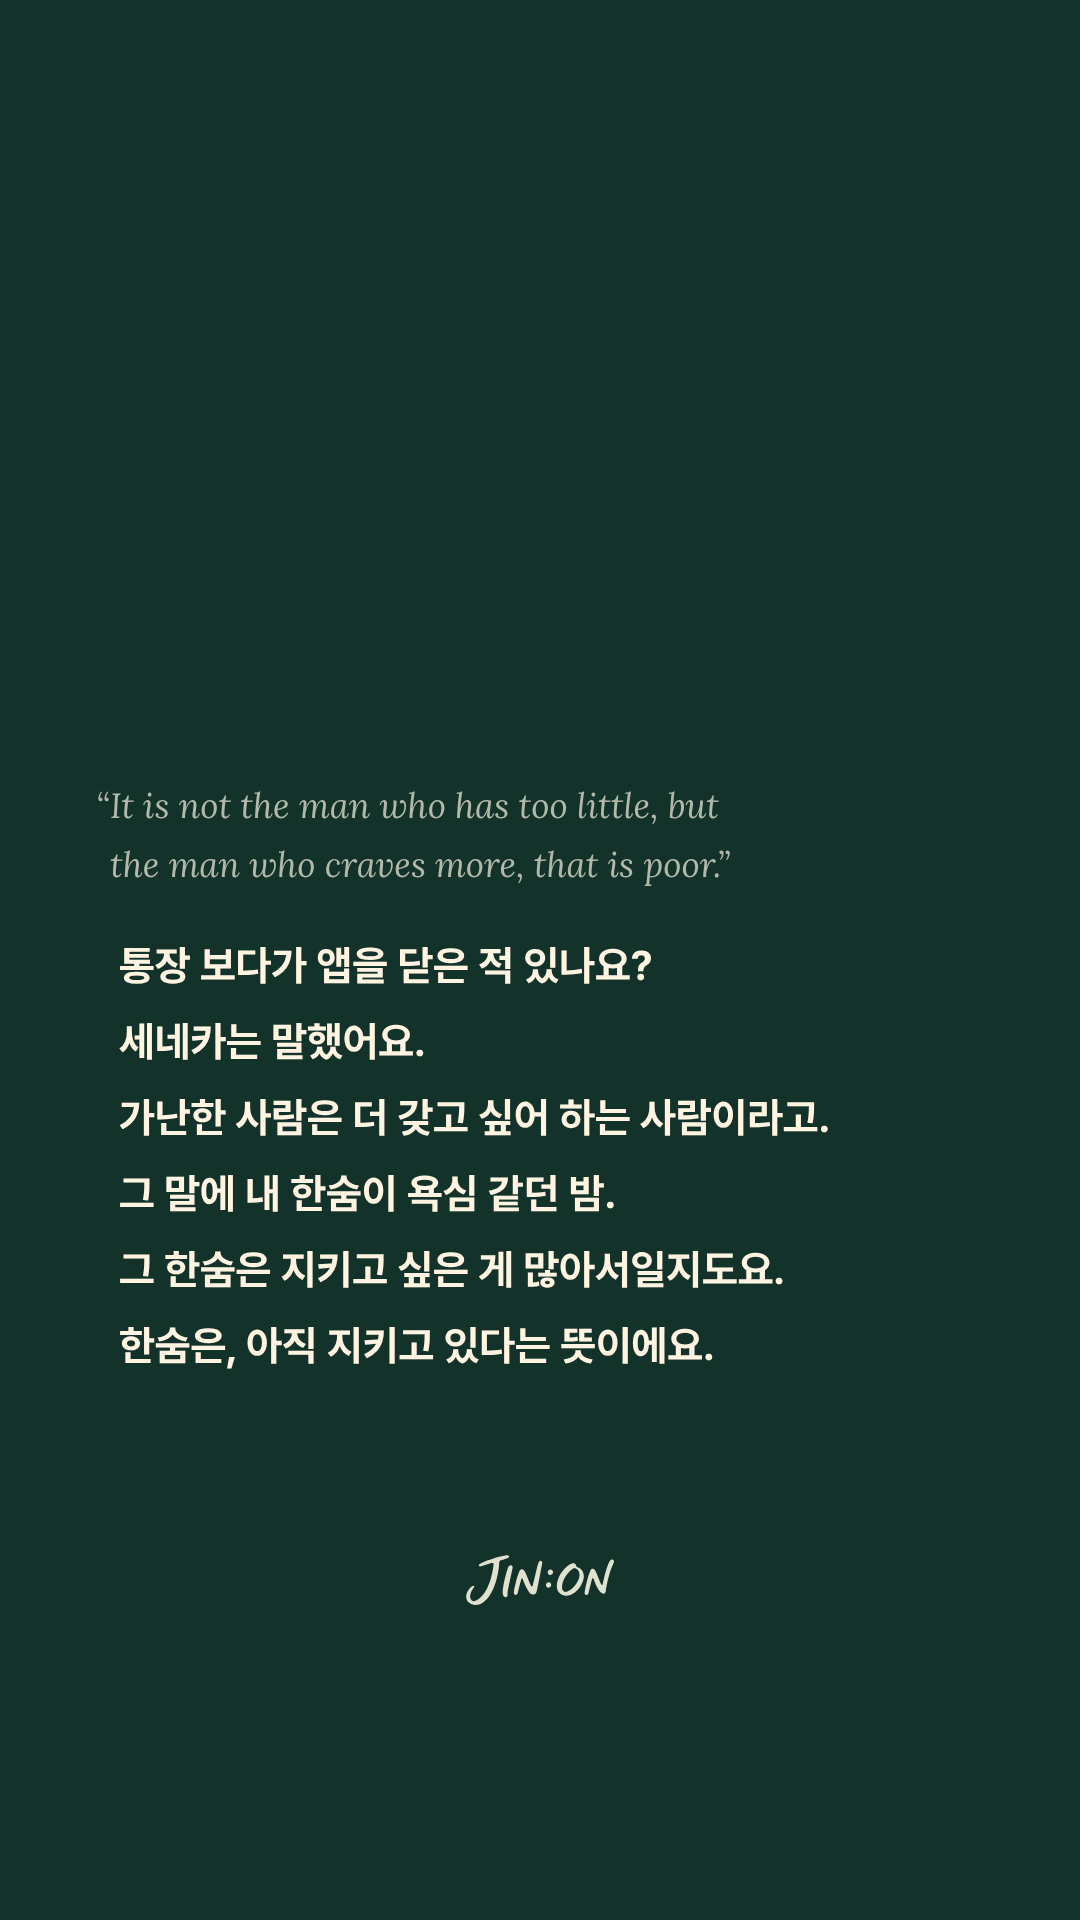 “It is not the man who has too little, but
the man who craves more, that is poor.”
통장 보다가 앱을 닫은 적 있나요?
세네카는 말했어요.
가난한 사람은 더 갖고 싶어 하는 사람이라고.
그 말에 내 한숨이 욕심 같던 밤.
그 한숨은 지키고 싶은 게 많아서일지도요.
한숨은, 아직 지키고 있다는 뜻이에요.
JIN:ON